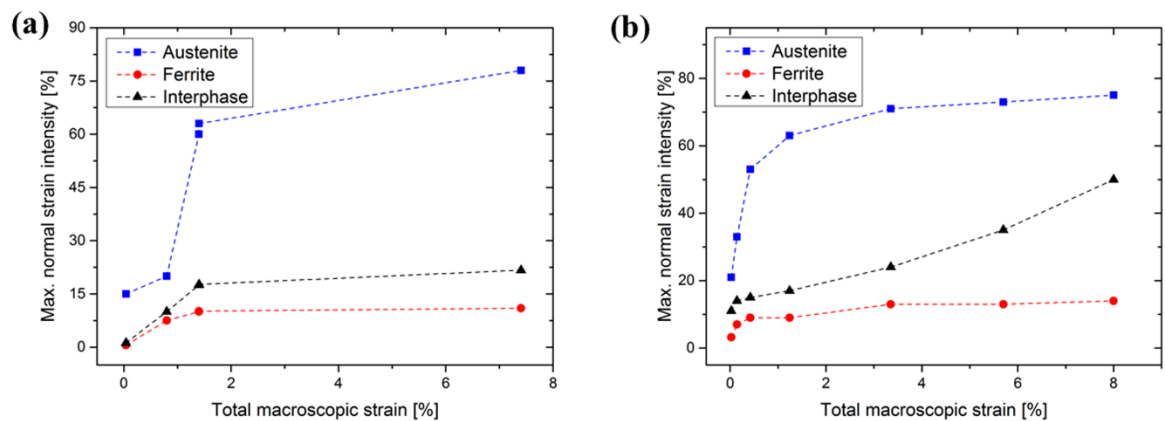 (a)
90
75
60
45
30
15
0
Max. normal strain intensity [%]
Austenite
Ferrite
Interphase
0 2 4 6 8
Total macroscopic strain [%]
(b)
80
60
40
20
0
Max. normal strain intensity [%]
Austenite
Ferrite
Interphase
0 2 4 6 8
Total macroscopic strain [%]